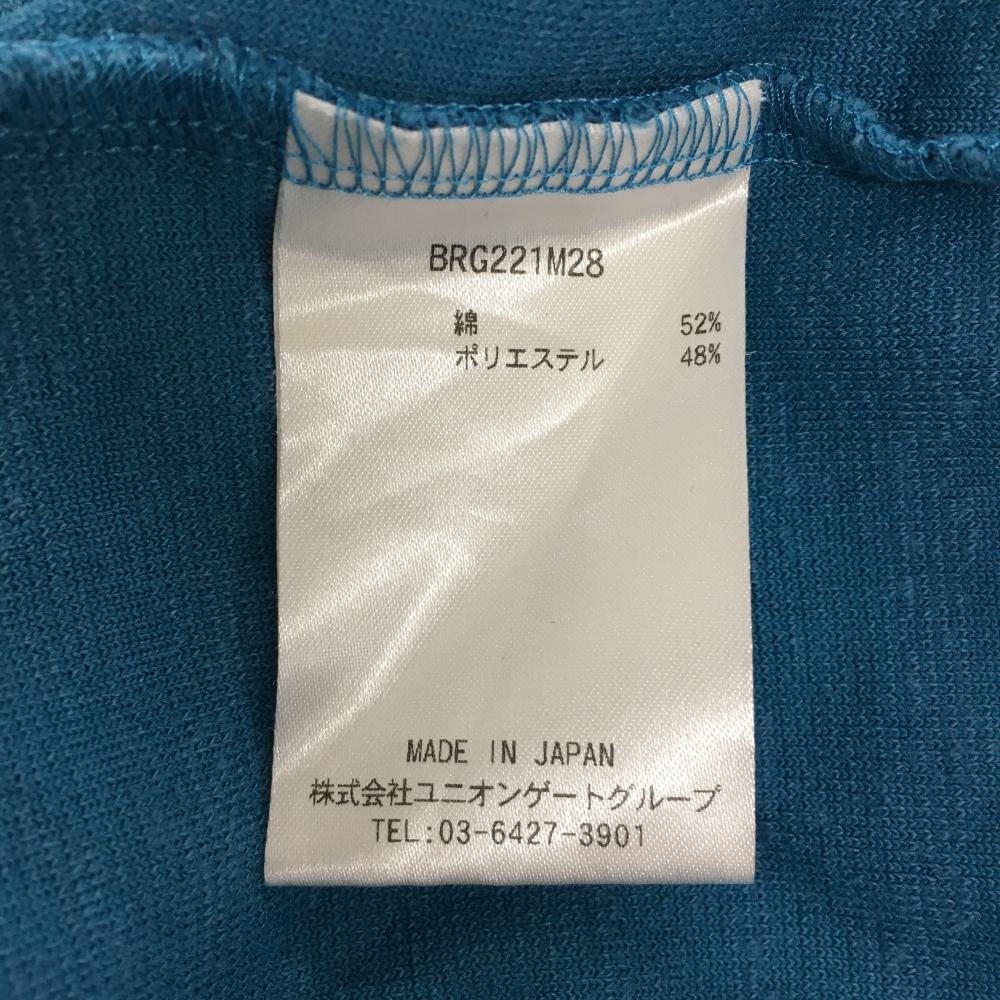 BRG221M28
綿 52%
ポリエステル 48%
MADE IN JAPAN
株式会社ユニオンゲートグループ
TEL:03-6427-3901